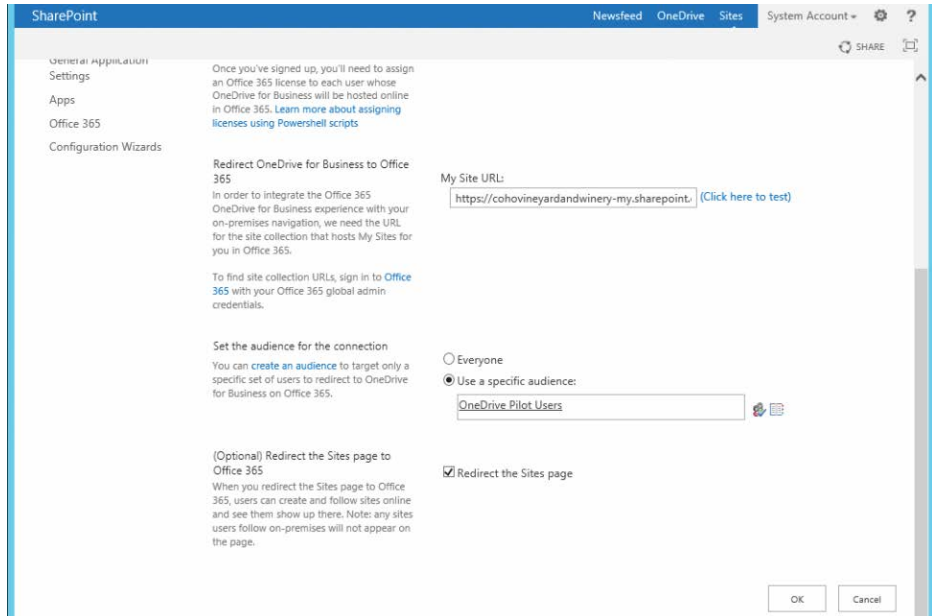 SharePoint
Newsfeed OneDrive Sites System Account ?
SHARE
General Application
Settings
Apps
Office 365
Configuration Wizards
Once you've signed up, you'll need to assign
an Office 365 license to each user whose
OneDrive for Business will be hosted online
in Office 365. Learn more about assigning
licenses using Powershell scripts
Redirect OneDrive for Business to Office
365
In order to integrate the Office 365
OneDrive for Business experience with your
on-premises navigation, we need the URL
for the site collection that hosts My Sites for
you in Office 365.
To find site collection URLs, sign in to Office
365 with your Office 365 global admin
credentials.
My Site URL:
https://cohovineyardandwinery-my.sharepoint. (Click here to test)
Set the audience for the connection
You can create an audience to target only a
specific set of users to redirect to OneDrive
for Business on Office 365.
Everyone
Use a specific audience:
OneDrive Pilot Users
(Optional) Redirect the Sites page to
Office 365
When you redirect the Sites page to Office
365, users can create and follow sites online
and see them show up there. Note: any sites
users follow on-premises will not appear on
the page.
Redirect the Sites page
OK Cancel